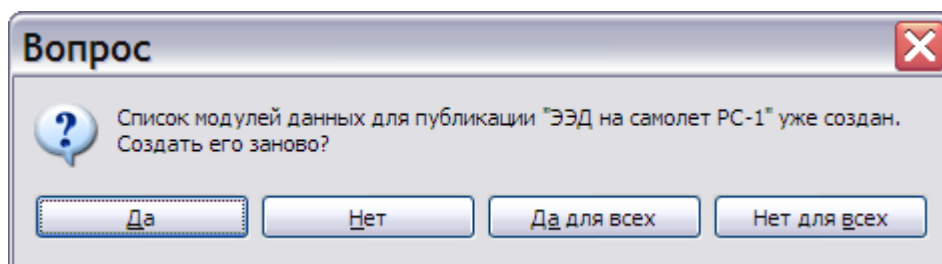 Вопрос
Список модулей данных для публикации "ЭЭД на самолет РС-1" уже создан.
Создать его заново?
Да Нет Да для всех Нет для всех